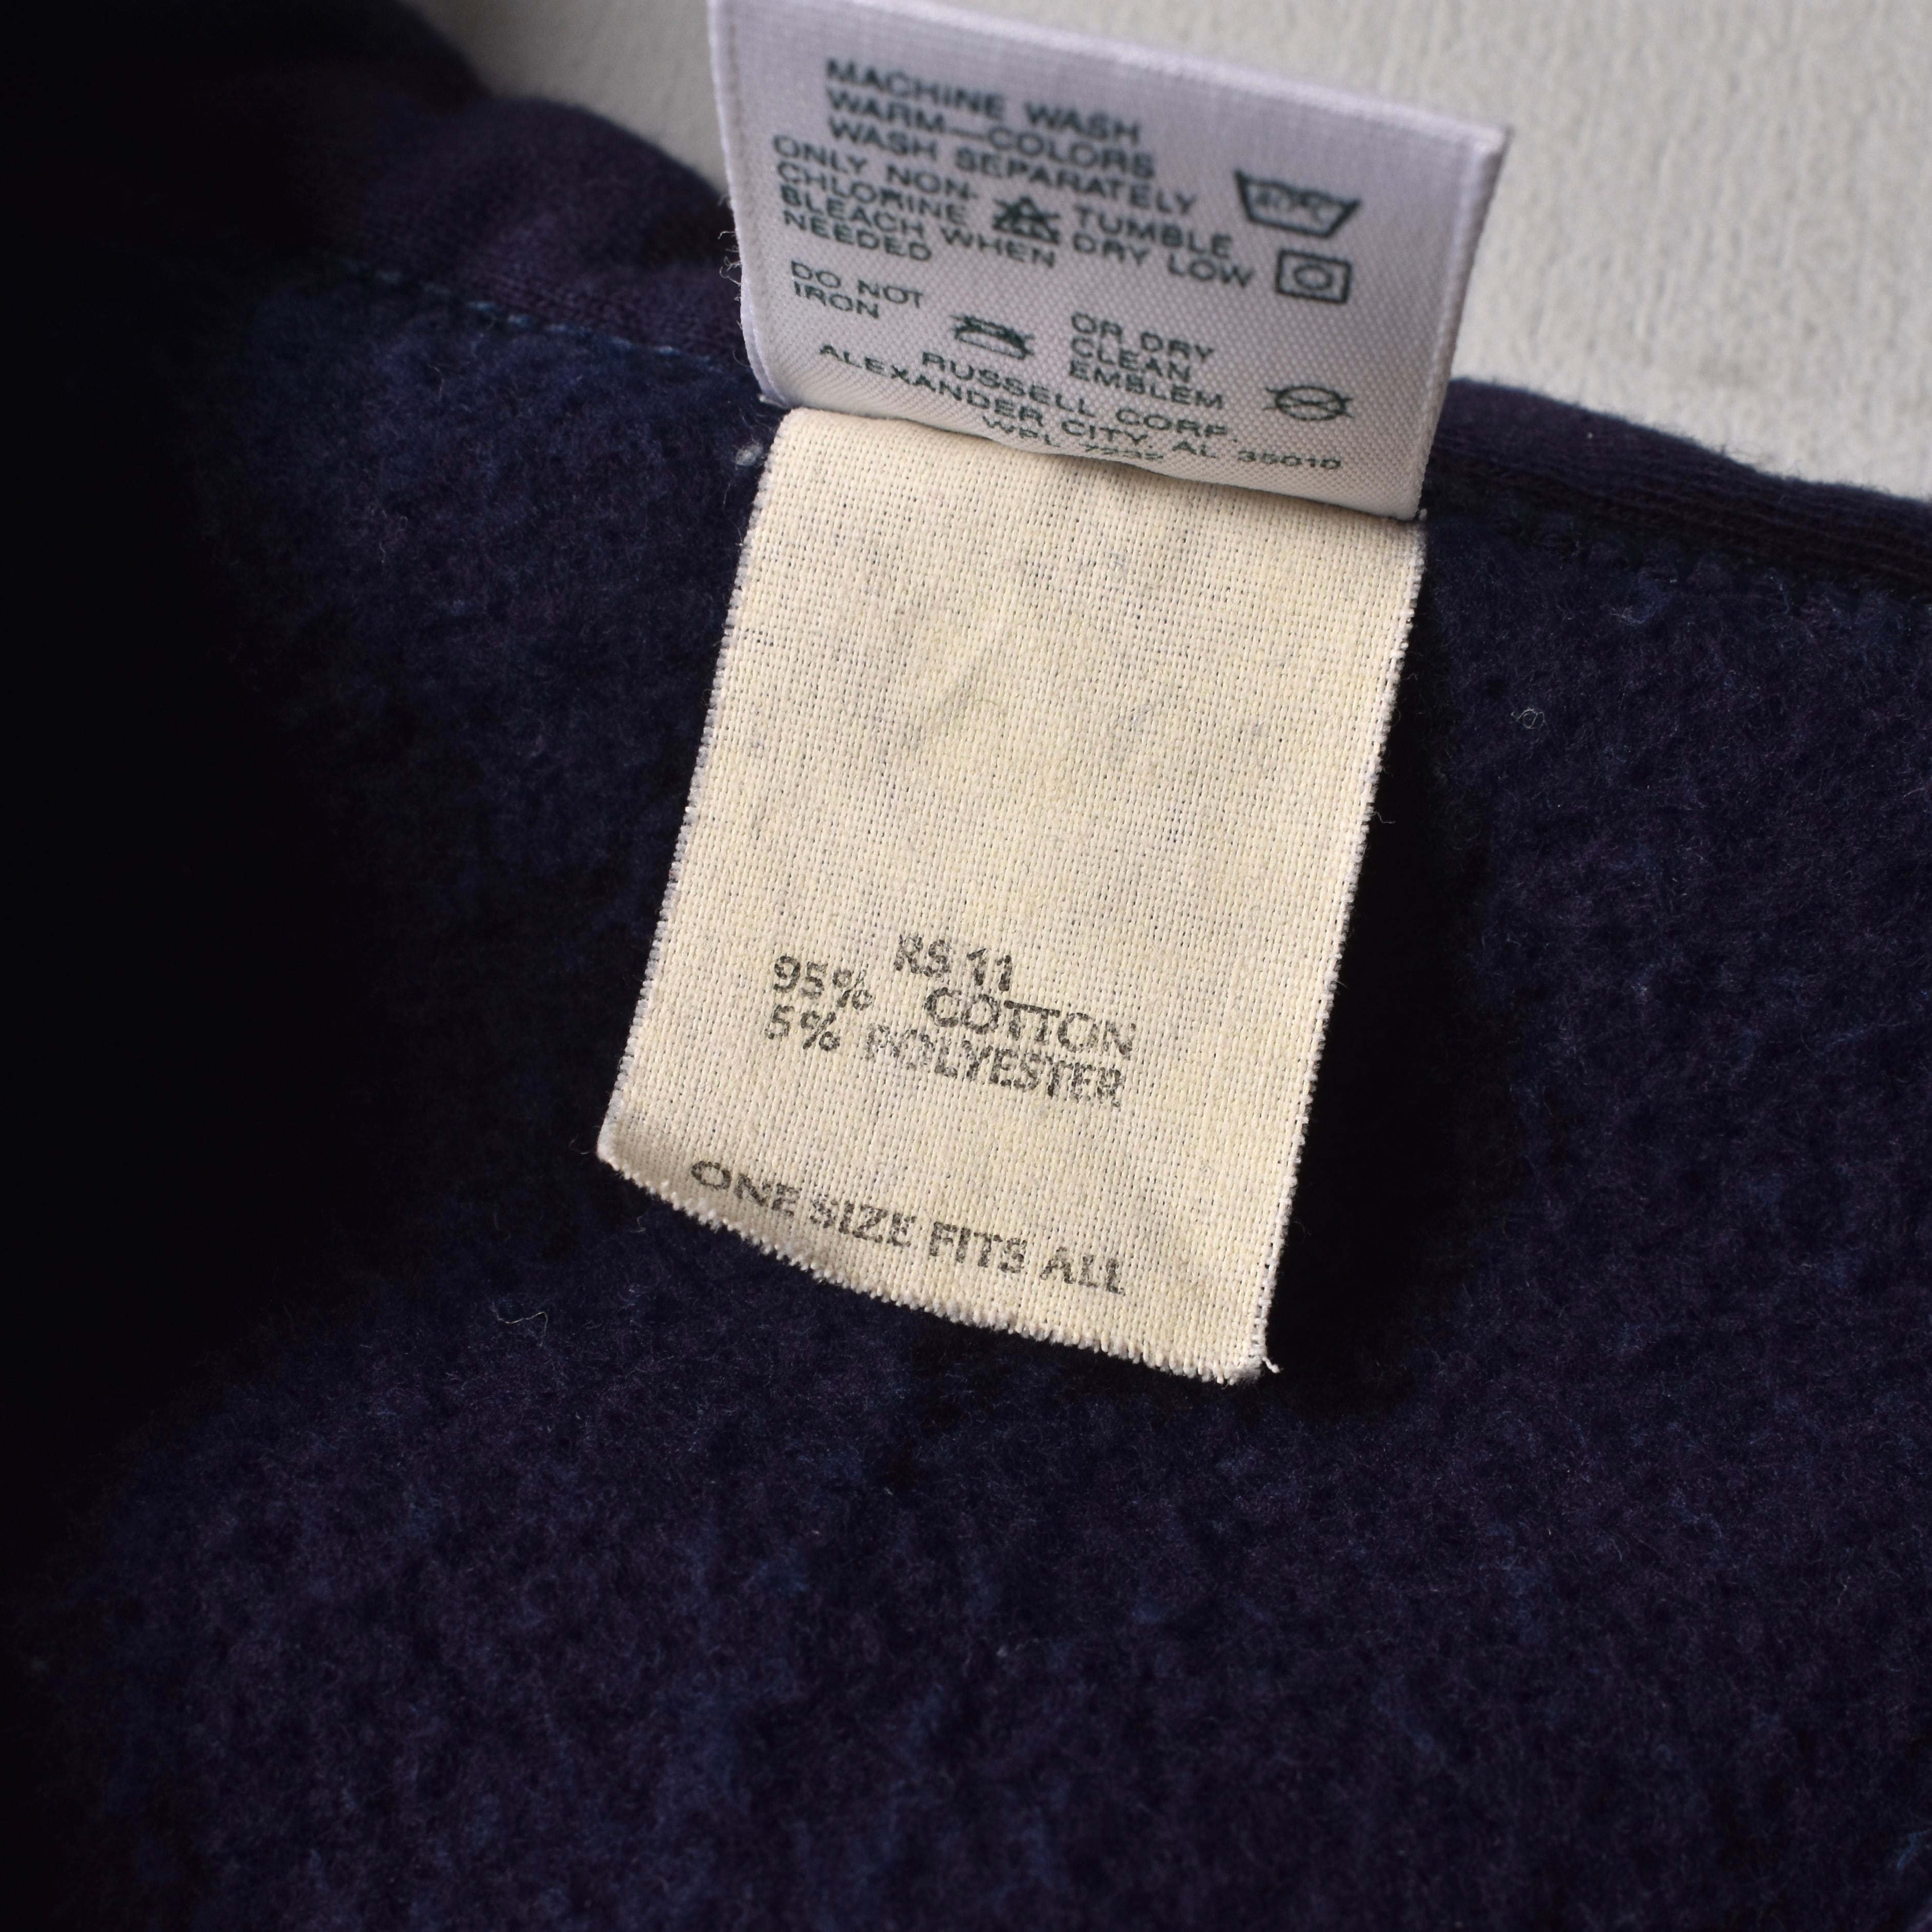 MACHINE WASH
WARM—COLORS
WASH SEPARATELY
ONLY NON-
CHLORINE
BLEACH WHEN
NEEDED
TUMBLE
DRY LOW
DO NOT
IRON
OR DRY
CLEAN
EMBLEM
RUSSELL CORP.
ALEXANDER CITY, AL 35010
WPL 7235
RS 11
95% COTTON
5% POLYESTER
ONE SIZE FITS ALL